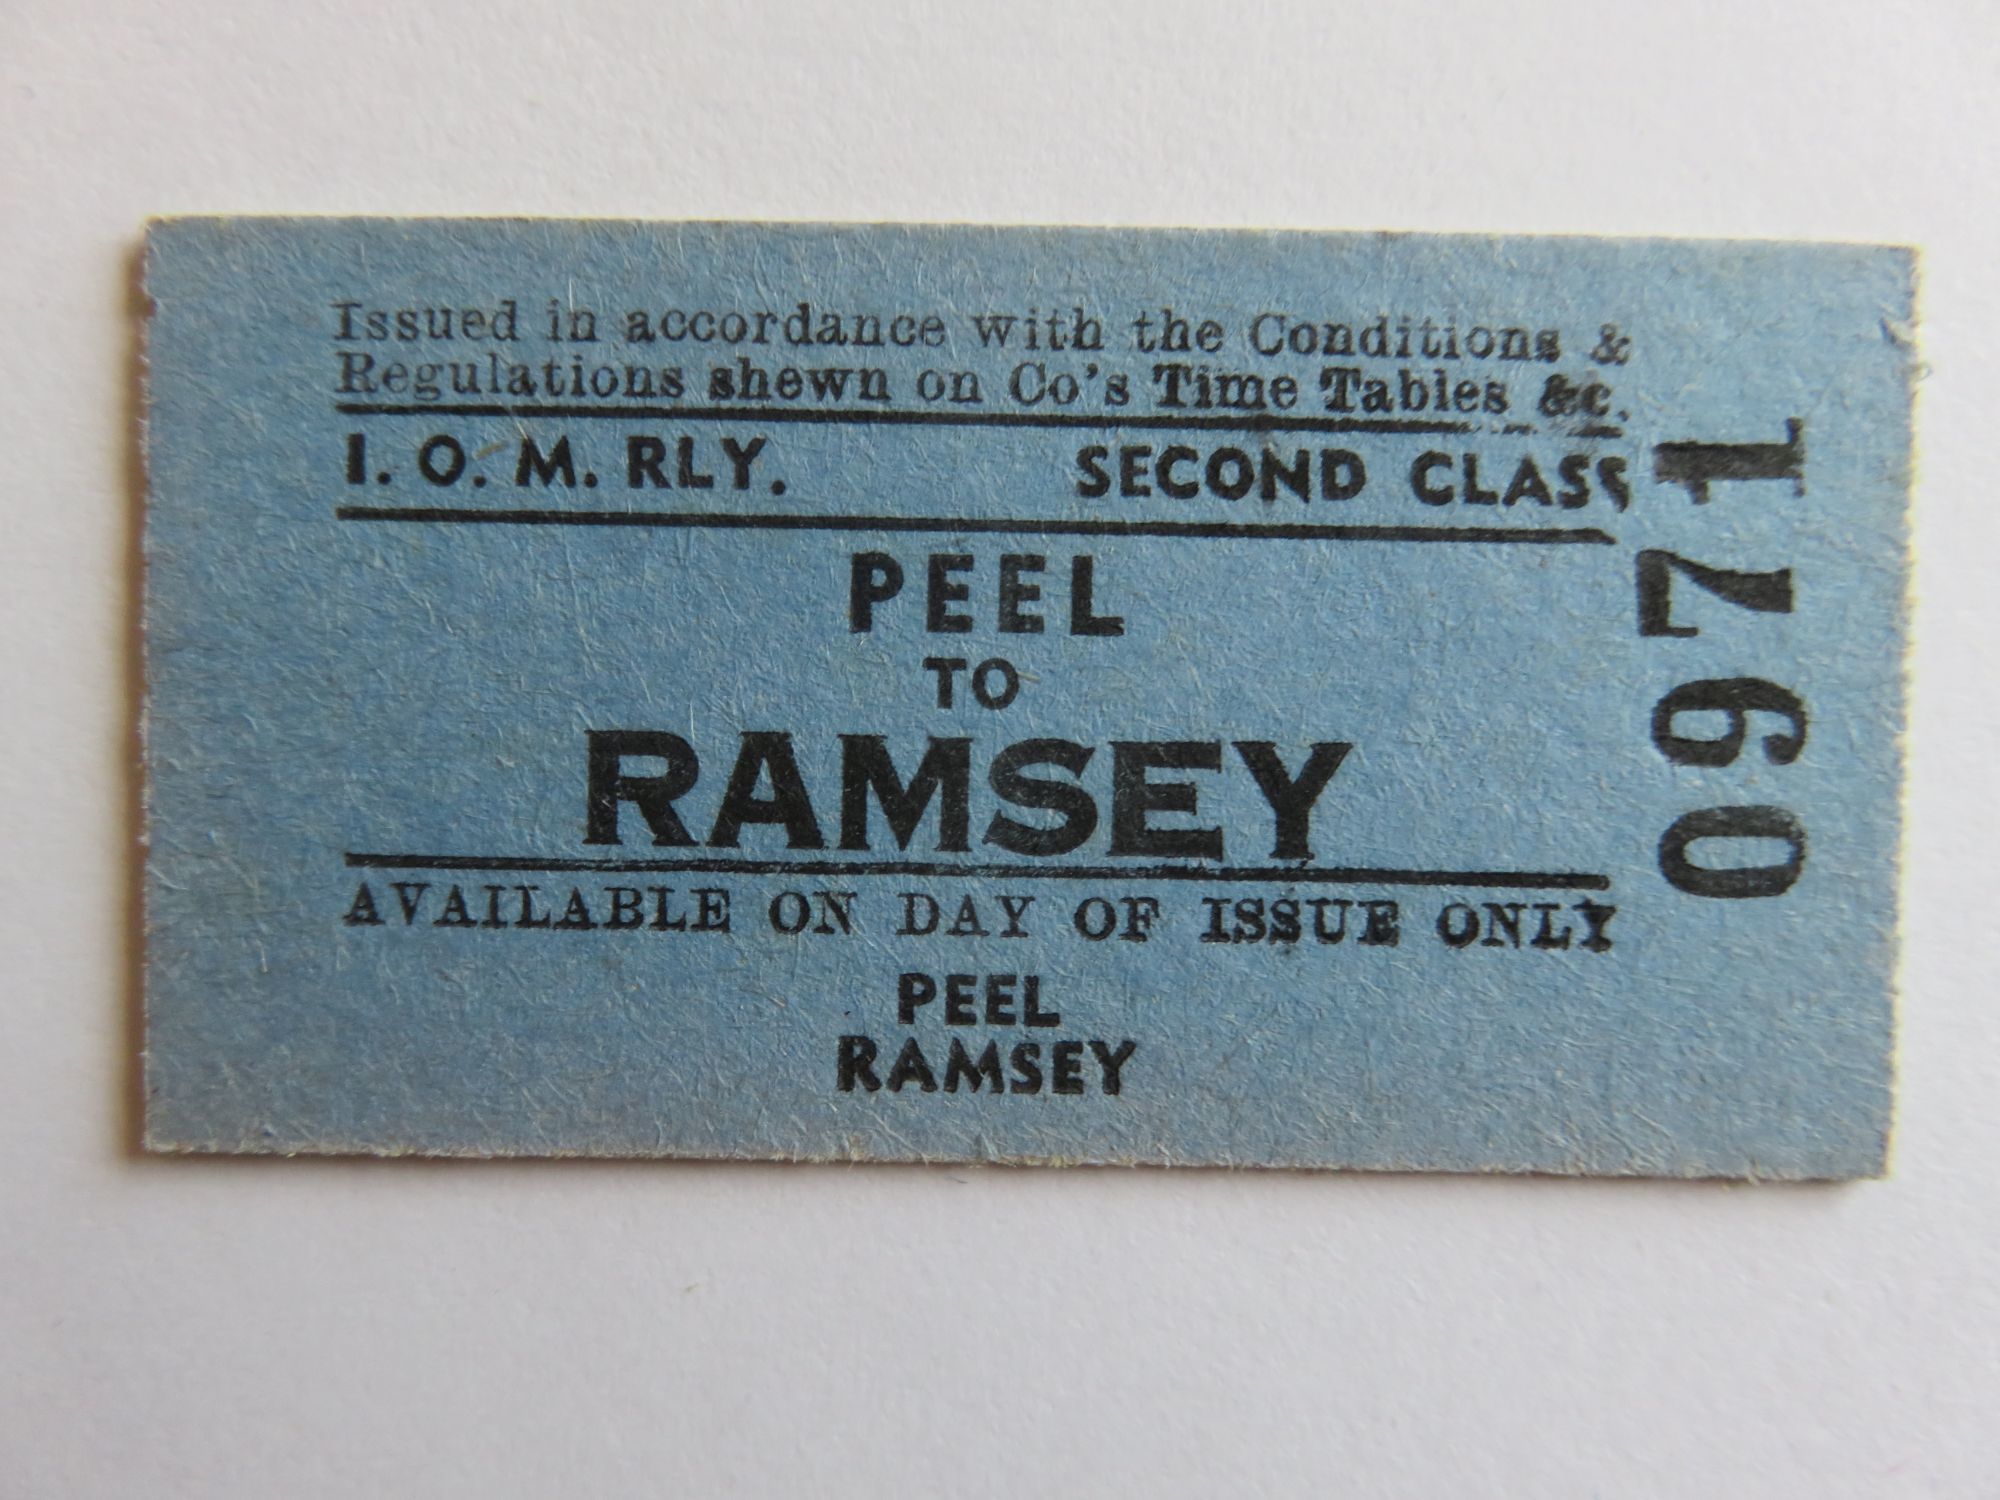 Issued in accordance with the Conditions &
Regulations shewn on Co's Time Tables &c.
I. O. M. RLY. SECOND CLASS
PEEL
TO
RAMSEY
AVAILABLE ON DAY OF ISSUE ONLY
PEEL
RAMSEY
0971